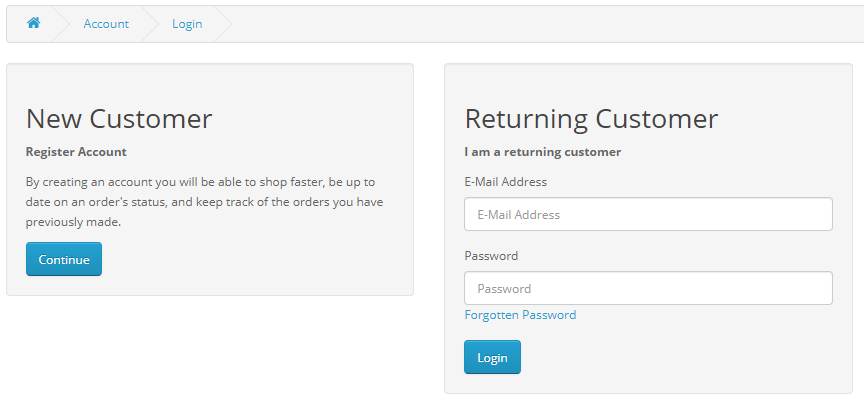 Account
Login
New Customer
Register Account
By creating an account you will be able to shop faster, be up to
date on an order's status, and keep track of the orders you have
previously made.
Continue
Returning Customer
I am a returning customer
E-Mail Address
E-Mail Address
Password
Password
Forgotten Password
Login